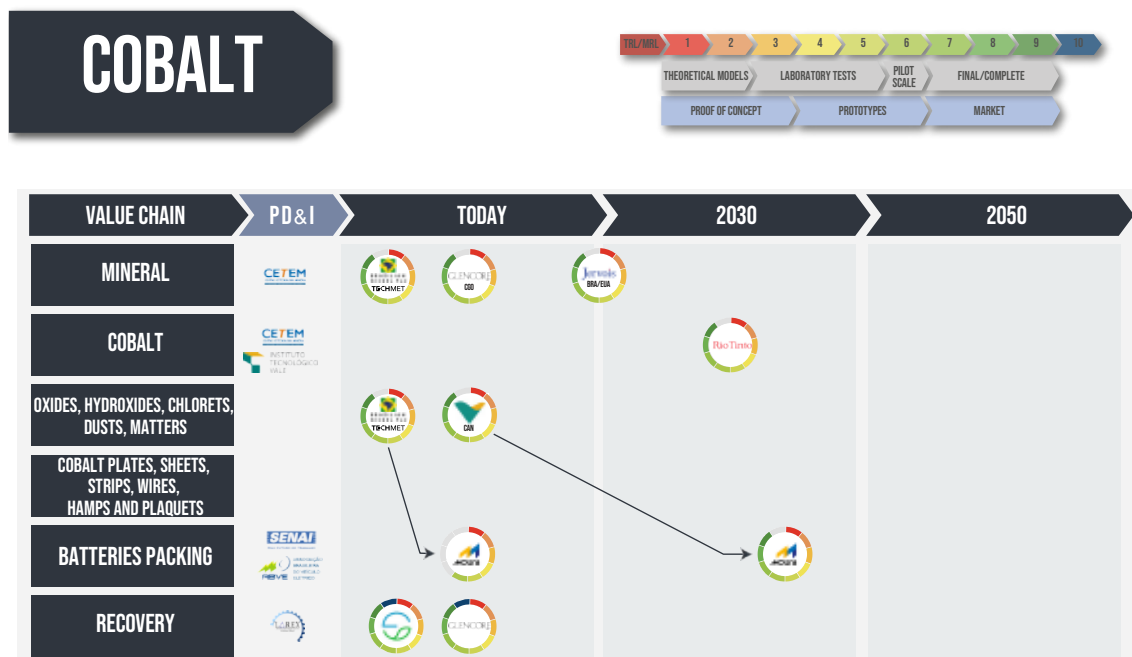 COBALT
TRL/MRL 1 2 3 4 5 6 7 8 9 10
THEORETICAL MODELS LABORATORY TESTS PILOT SCALE FINAL/COMPLETE
PROOF OF CONCEPT PROTOTYPES MARKET
VALUE CHAIN PD&I TODAY 2030 2050
MINERAL
CETEM
TECHMET
GLENCORE
CGO
Jervois
BRA/EUA
COBALT
CETEM
INSTITUTO
TECNOLÓGICO
VALE
RioTinto
OXIDES, HYDROXIDES, CHLORETS,
DUSTS, MATTERS
TECHMET
CAN
COBALT PLATES, SHEETS,
STRIPS, WIRES,
HAMPS AND PLAQUETS
BATTERIES PACKING
SENAI
ABVE
MOURA
MOURA
RECOVERY
LAREX
GLENCORE